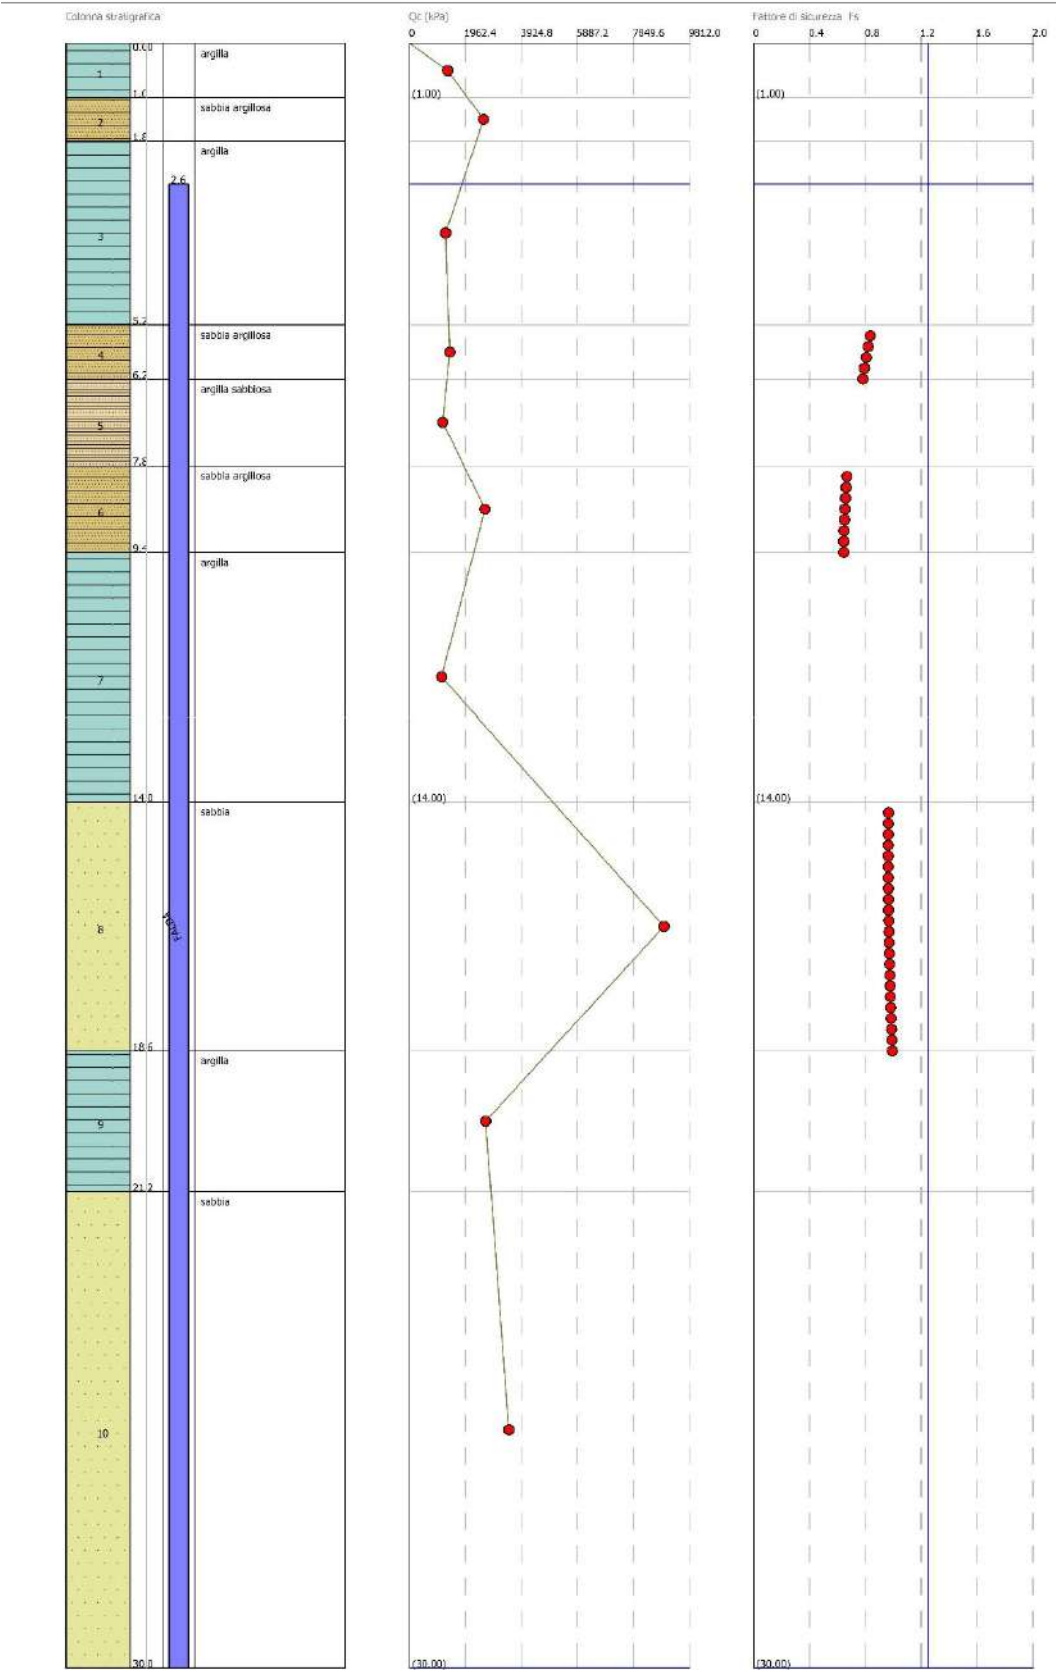 Colonna stratigrafica
Qc (kPa)
Fattore di sicurezza Fs
0 1962.4 3924.8 5887.2 7849.6 9812.0
0 0.4 0.8 1.2 1.6 2.0
0.0
argilla
1
1.0
(1.00)
(1.00)
sabbia argillosa
2
1.8
argilla
2.6
3
5.2
sabbia argillosa
4
6.2
argilla sabbiosa
5
7.8
sabbia argillosa
6
9.4
argilla
7
14.0
(14.00)
(14.00)
sabbia
8
FALDA
18.6
argilla
9
21.2
sabbia
10
30.0
(30.00)
(30.00)